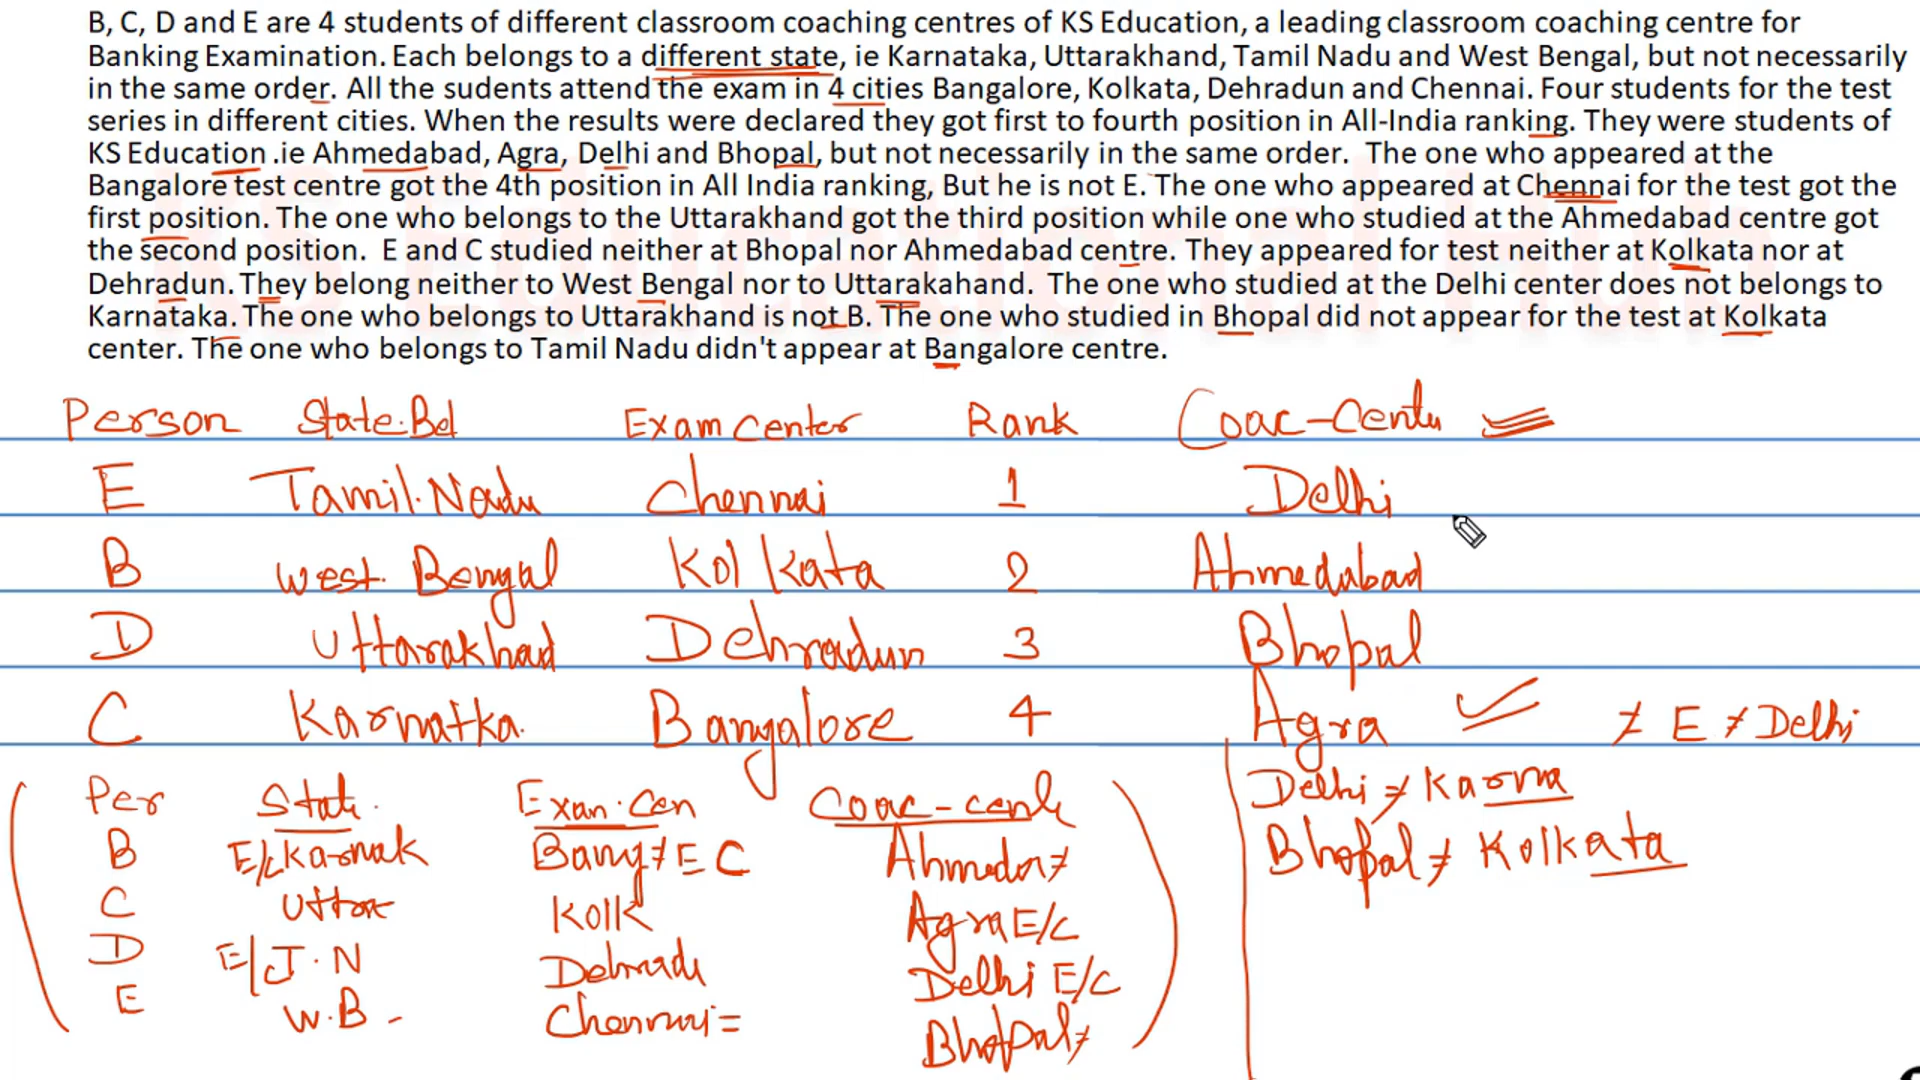 B, C, D and E are 4 students of different classroom coaching centres of KS Education, a leading classroom coaching centre for
Banking Examination. Each belongs to a different state, ie Karnataka, Uttarakhand, Tamil Nadu and West Bengal, but not necessarily
in the same order. All the sudents attend the exam in 4 cities Bangalore, Kolkata, Dehradun and Chennai. Four students for the test
series in different cities. When the results were declared they got first to fourth position in All-India ranking. They were students of
KS Education .ie Ahmedabad, Agra, Delhi and Bhopal, but not necessarily in the same order. The one who appeared at the
Bangalore test centre got the 4th position in All India ranking, But he is not E. The one who appeared at Chennai for the test got the
first position. The one who belongs to the Uttarakhand got the third position while one who studied at the Ahmedabad centre got
the second position. E and C studied neither at Bhopal nor Ahmedabad centre. They appeared for test neither at Kolkata nor at
Dehradun. They belong neither to West Bengal nor to Uttarakahand. The one who studied at the Delhi center does not belongs to
Karnataka. The one who belongs to Uttarakhand is not B. The one who studied in Bhopal did not appear for the test at Kolkata
center. The one who belongs to Tamil Nadu didn't appear at Bangalore centre.
Person State.Bel Exam Center Rank Coac-Centu
E Tamil.Nadu Chennai 1 Delhi
B West. Bengal Kolkata 2 Ahmedabad
D Uttarakhad Dehradun 3 Bhopal
C Karnatka. Bangalore 4 Agra ≠ E ≠ Delhi
Per State. Exan.Cen Coac-cent Delhi ≠ Karna
B E/c Karnak Bang ≠ E C Ahmeda ≠ Bhopal ≠ Kolkata
C Uttar Kolk Agra E/C
D E/c T.N Dehradu Delhi E/C
E W.B - Chennai = Bhopal ≠